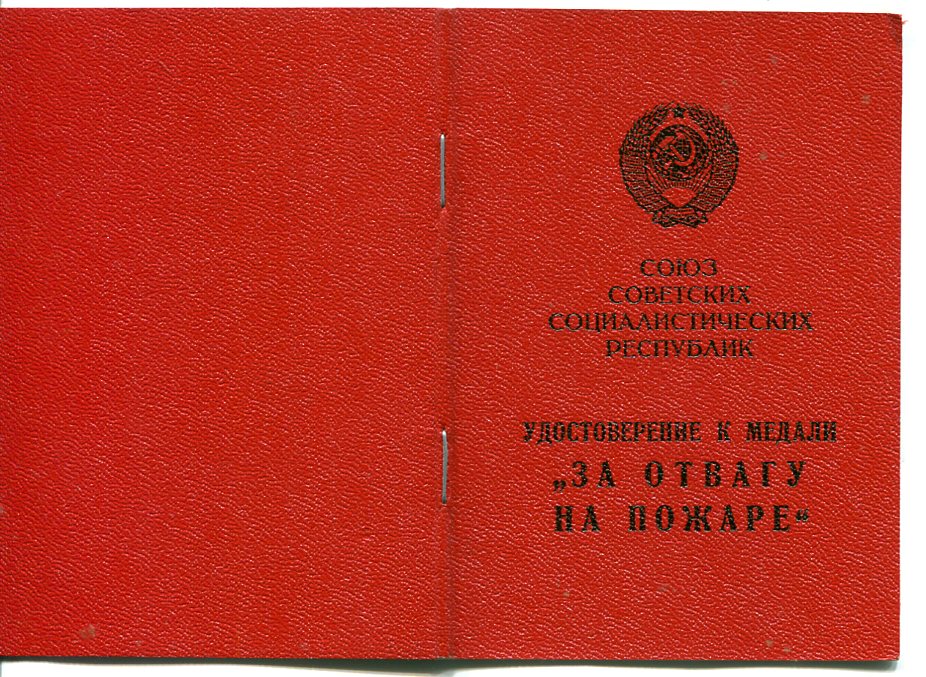 СОЮЗ
СОВЕТСКИХ
СОЦИАЛИСТИЧЕСКИХ
РЕСПУБЛИК
УДОСТОВЕРЕНИЕ К МЕДАЛИ
„ЗА ОТВАГУ
НА ПОЖАРЕ“